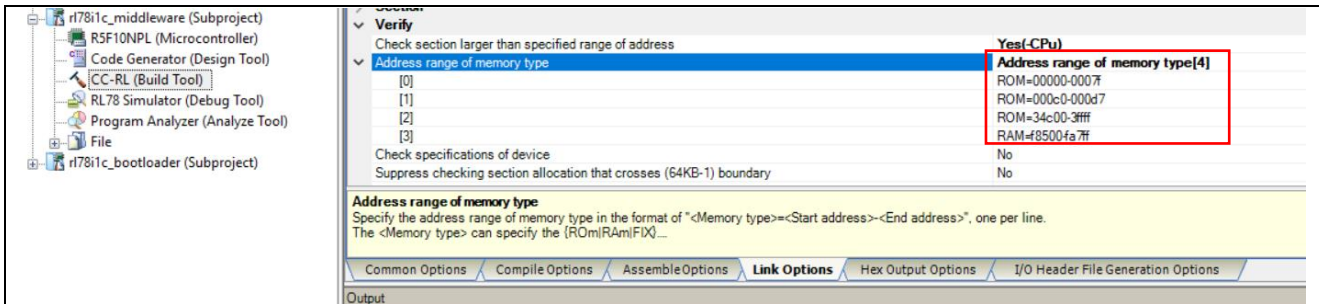 rl78i1c_middleware (Subproject)
R5F10NPL (Microcontroller)
Code Generator (Design Tool)
CC-RL (Build Tool)
RL78 Simulator (Debug Tool)
Program Analyzer (Analyze Tool)
File
rl78i1c_bootloader (Subproject)
Section
Verify
Check section larger than specified range of address Yes(-CPu)
Address range of memory type Address range of memory type[4]
[0] ROM=00000-0007f
[1] ROM=000c0-000d7
[2] ROM=34c00-3ffff
[3] RAM=f8500-fa7ff
Check specifications of device No
Suppress checking section allocation that crosses (64KB-1) boundary No
Address range of memory type
Specify the address range of memory type in the format of "<Memory type>=<Start address>-<End address>", one per line.
The <Memory type> can specify the {ROm|RAm|FIX}...
Common Options Compile Options Assemble Options Link Options Hex Output Options I/O Header File Generation Options
Output